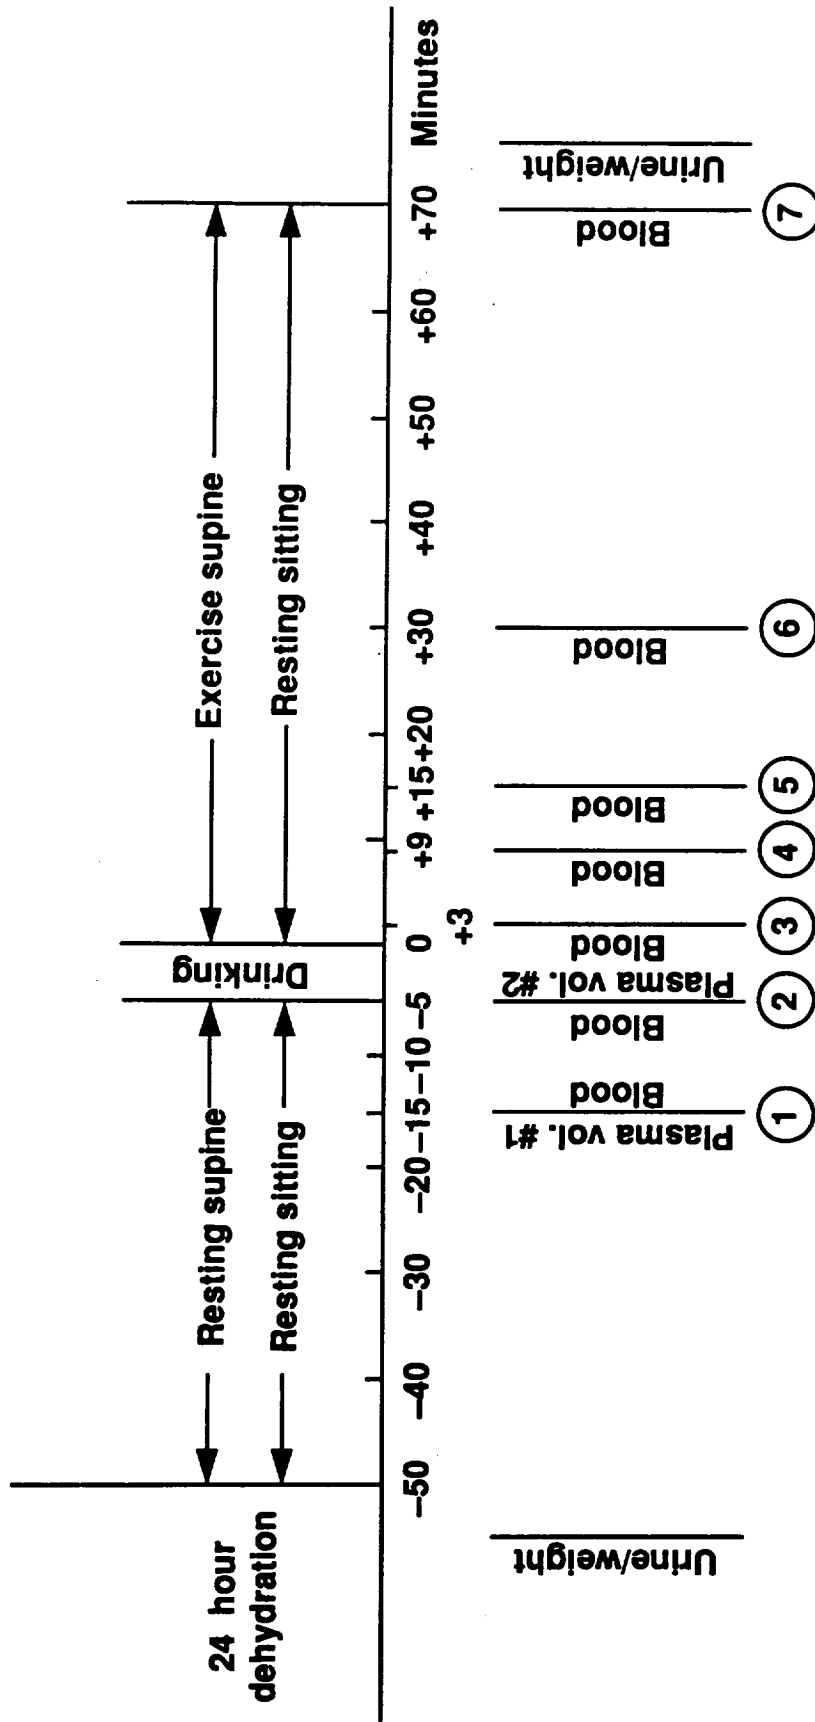 24 hour
dehydration
Resting supine
Resting sitting
Drinking
Exercise supine
Resting sitting
−50 −40 −30 −20 −15 −10 −5 0 +9 +15 +20 +30 +40 +50 +60 +70 Minutes
+3
Urine/weight
Plasma vol. #1
Blood
Blood
Plasma vol. #2
Blood
Blood
Blood
Blood
Blood
Urine/weight
1 2 3 4 5 6 7